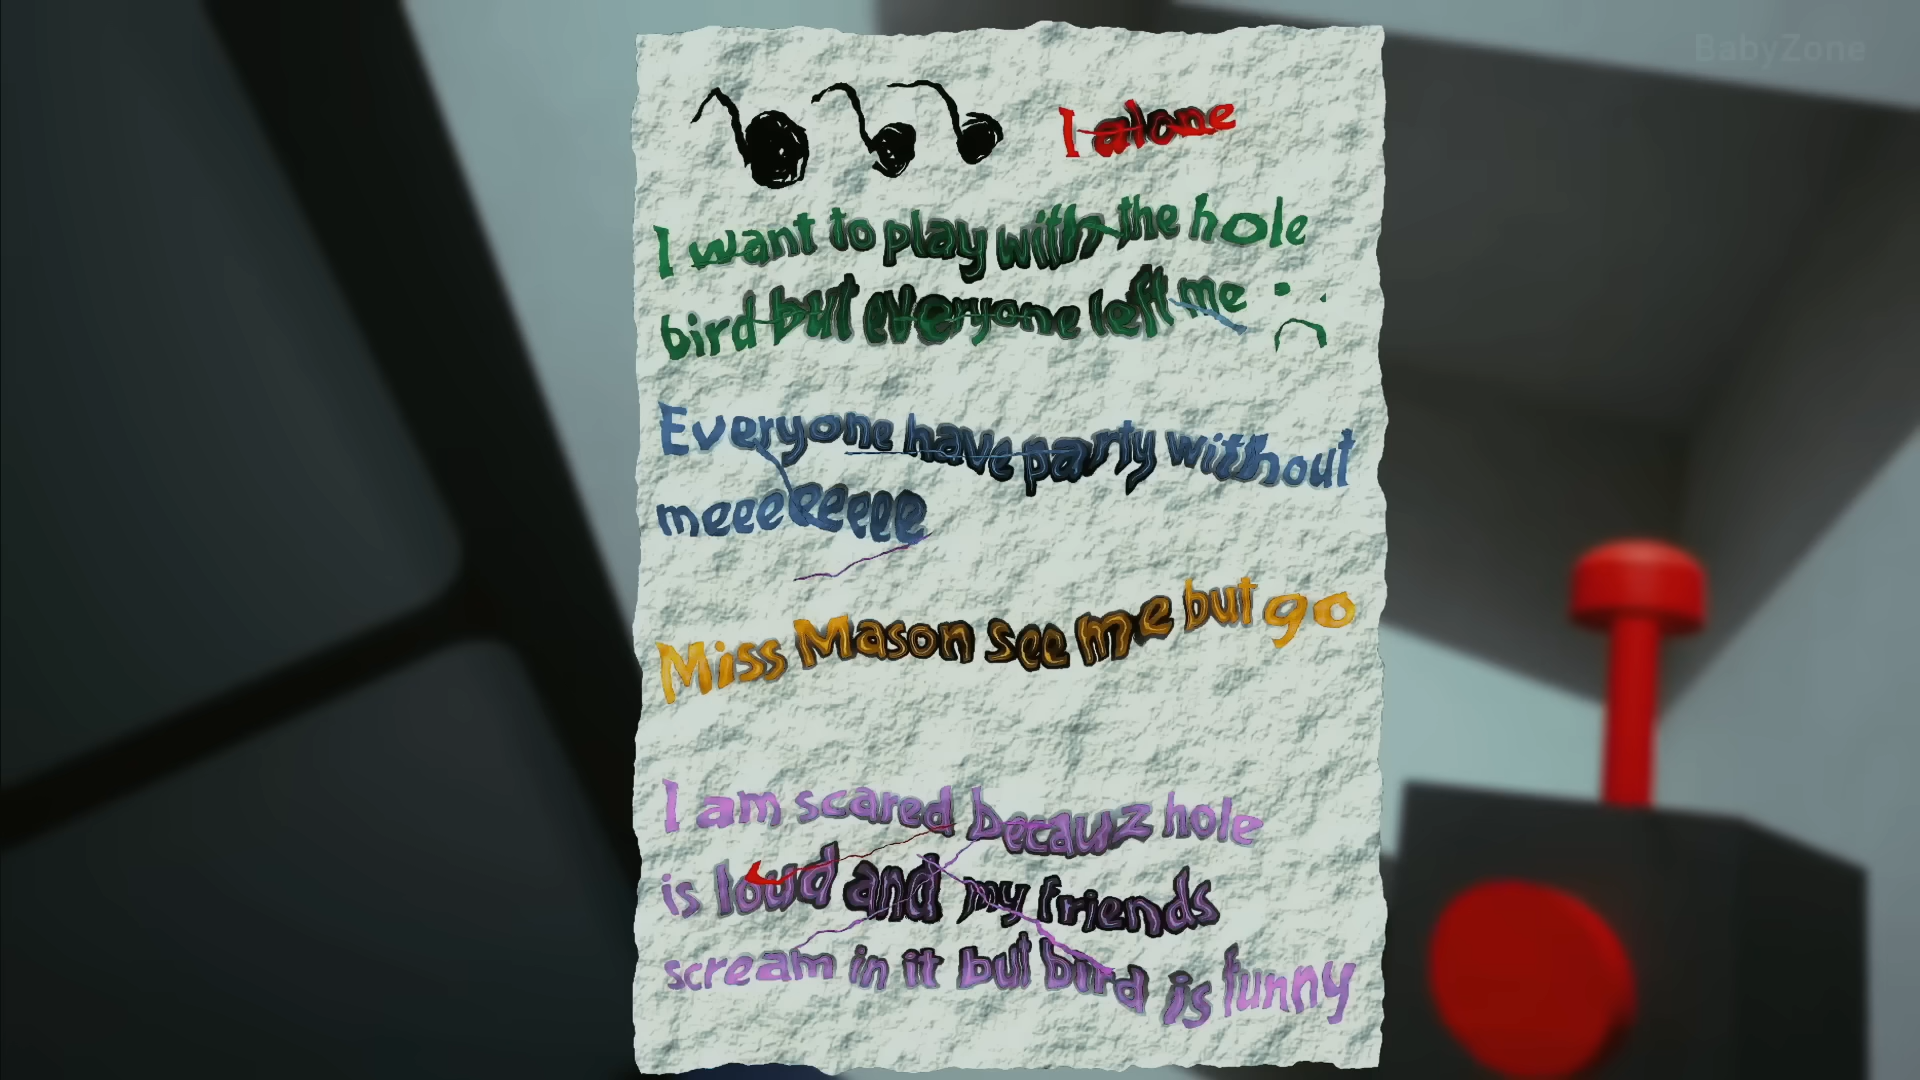 BabyZone
I alone
I want to play with the hole
bird but everyone left me :(
Everyone have party without
meeeeeeee
Miss Mason see me but go
I am scared becauz hole
is loud and my friends
scream in it but bird is funny